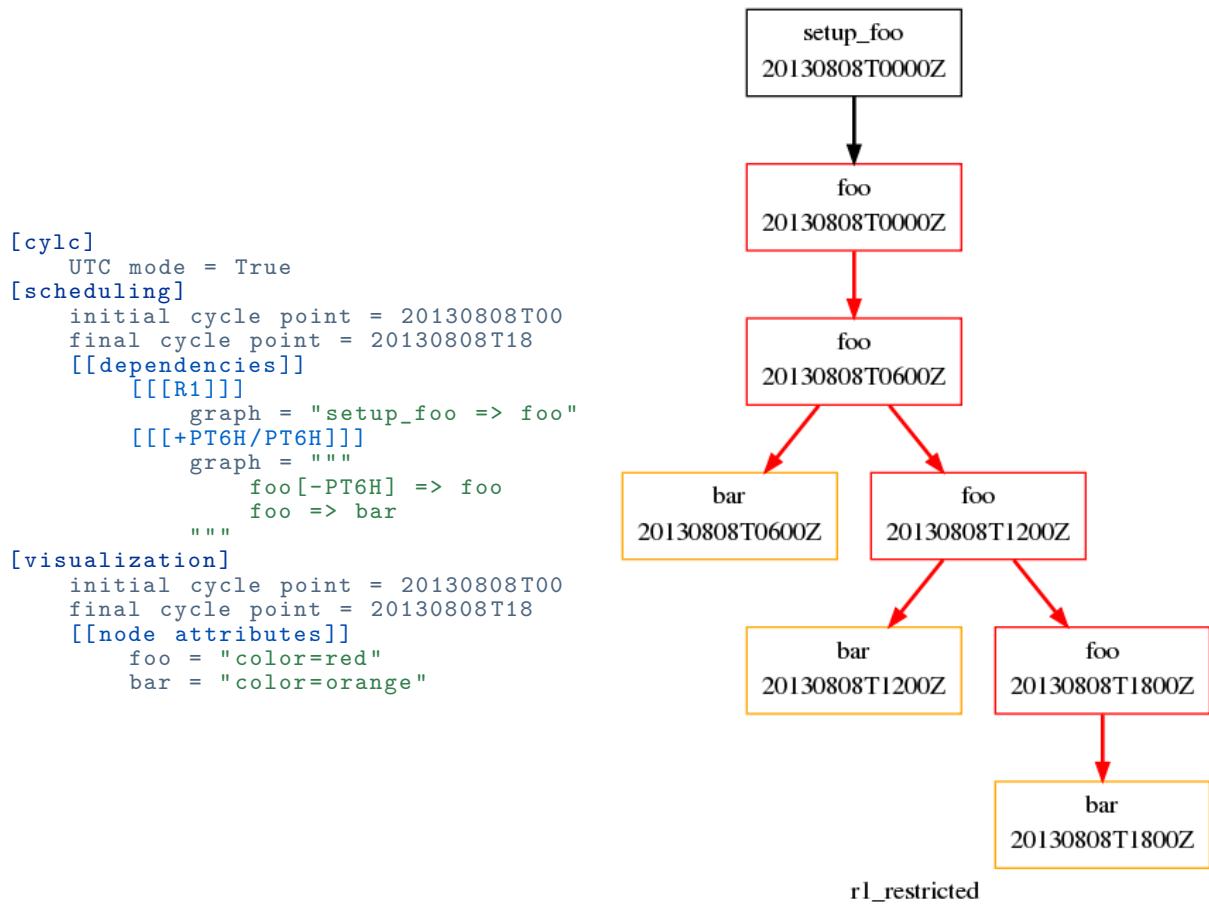 [cylc]
    UTC mode = True
[scheduling]
    initial cycle point = 20130808T00
    final cycle point = 20130808T18
    [[dependencies]]
        [[[R1]]]
            graph = "setup_foo => foo"
        [[[+PT6H/PT6H]]]
            graph = """
                foo[-PT6H] => foo
                foo => bar
            """
[visualization]
    initial cycle point = 20130808T00
    final cycle point = 20130808T18
    [[node attributes]]
        foo = "color=red"
        bar = "color=orange"
setup_foo
20130808T0000Z
foo
20130808T0000Z
foo
20130808T0600Z
bar
20130808T0600Z
foo
20130808T1200Z
bar
20130808T1200Z
foo
20130808T1800Z
bar
20130808T1800Z
r1_restricted